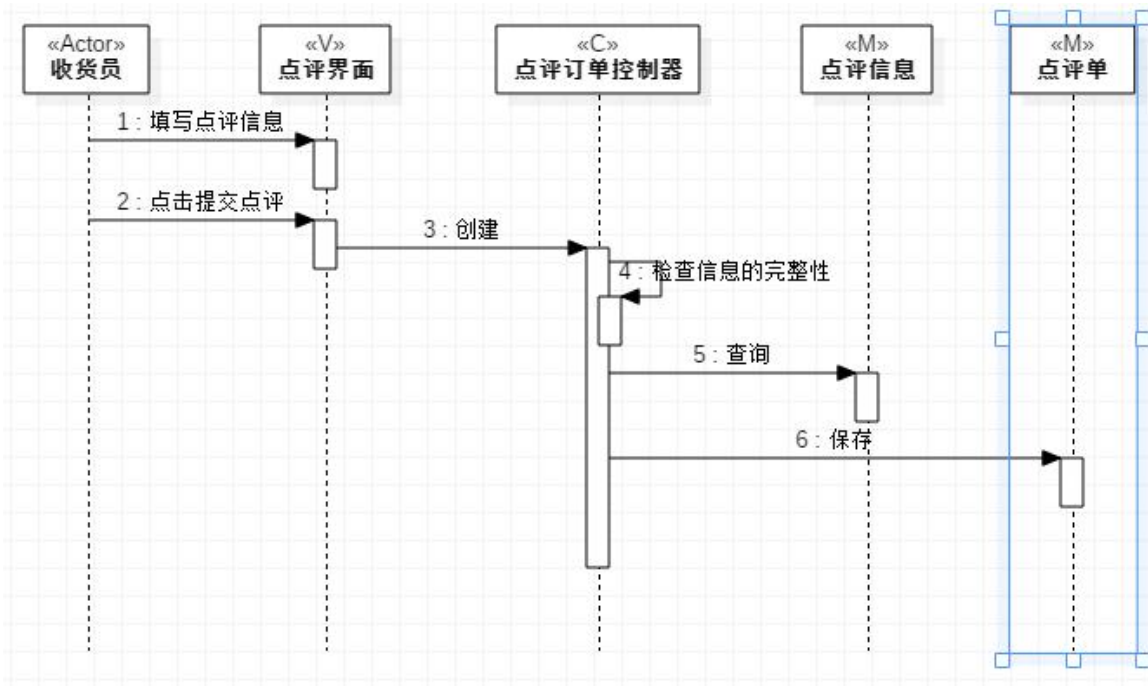 «Actor»
收货员
«V»
点评界面
«C»
点评订单控制器
«M»
点评信息
«M»
点评单
1 : 填写点评信息
2 : 点击提交点评
3 : 创建
4 : 检查信息的完整性
5 : 查询
6 : 保存